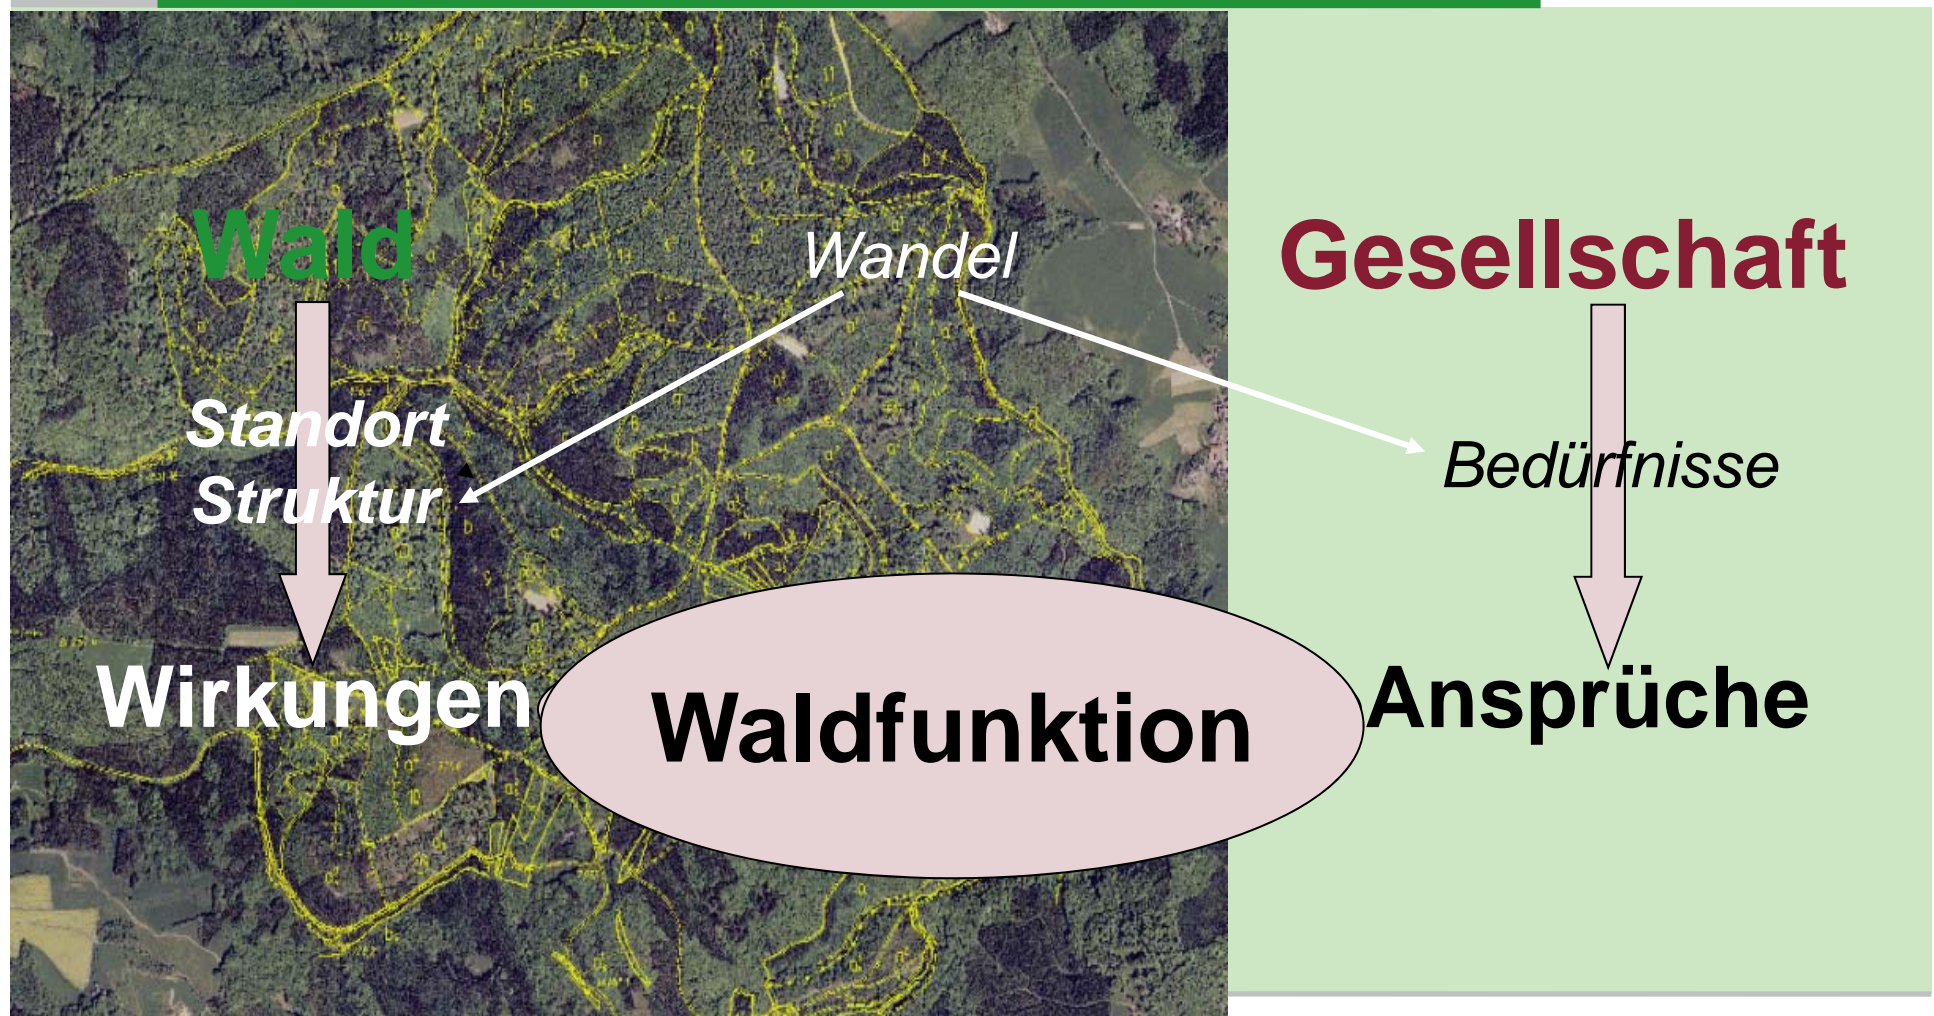 Wald
Wandel
Gesellschaft
Standort
Struktur
Bedürfnisse
Wirkungen
Waldfunktion
Ansprüche